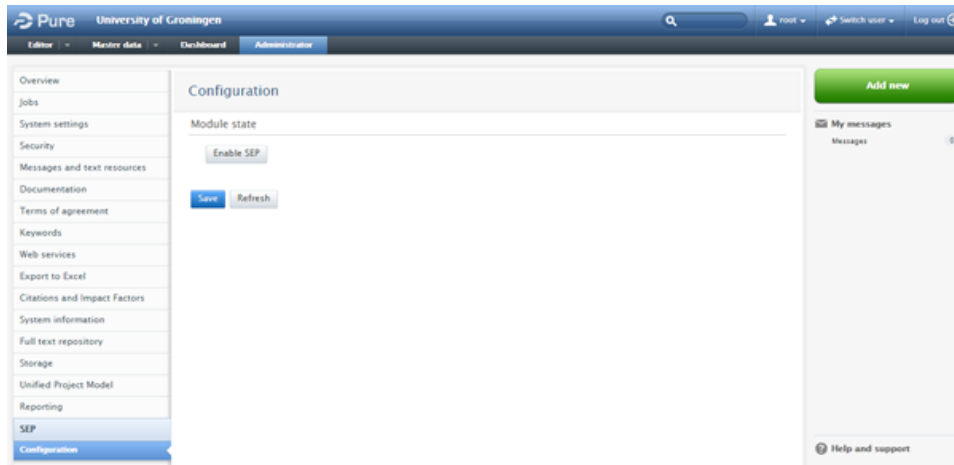 Pure University of Groningen root Switch user Log out
Editor Master data Dashboard Administrator
Overview
Jobs
System settings
Security
Messages and text resources
Documentation
Terms of agreement
Keywords
Web services
Export to Excel
Citations and Impact Factors
System information
Full text repository
Storage
Unified Project Model
Reporting
SEP
Configuration
Configuration
Module state
Enable SEP
Save Refresh
Add new
My messages
Messages 0
Help and support